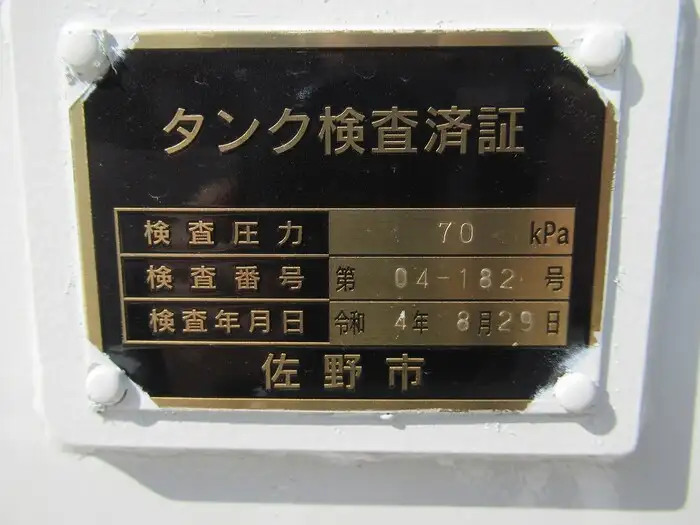 タンク検査済証
検査圧力 70 kPa
検査番号 第 04-182 号
検査年月日 令和 4年 8月29日
佐野市